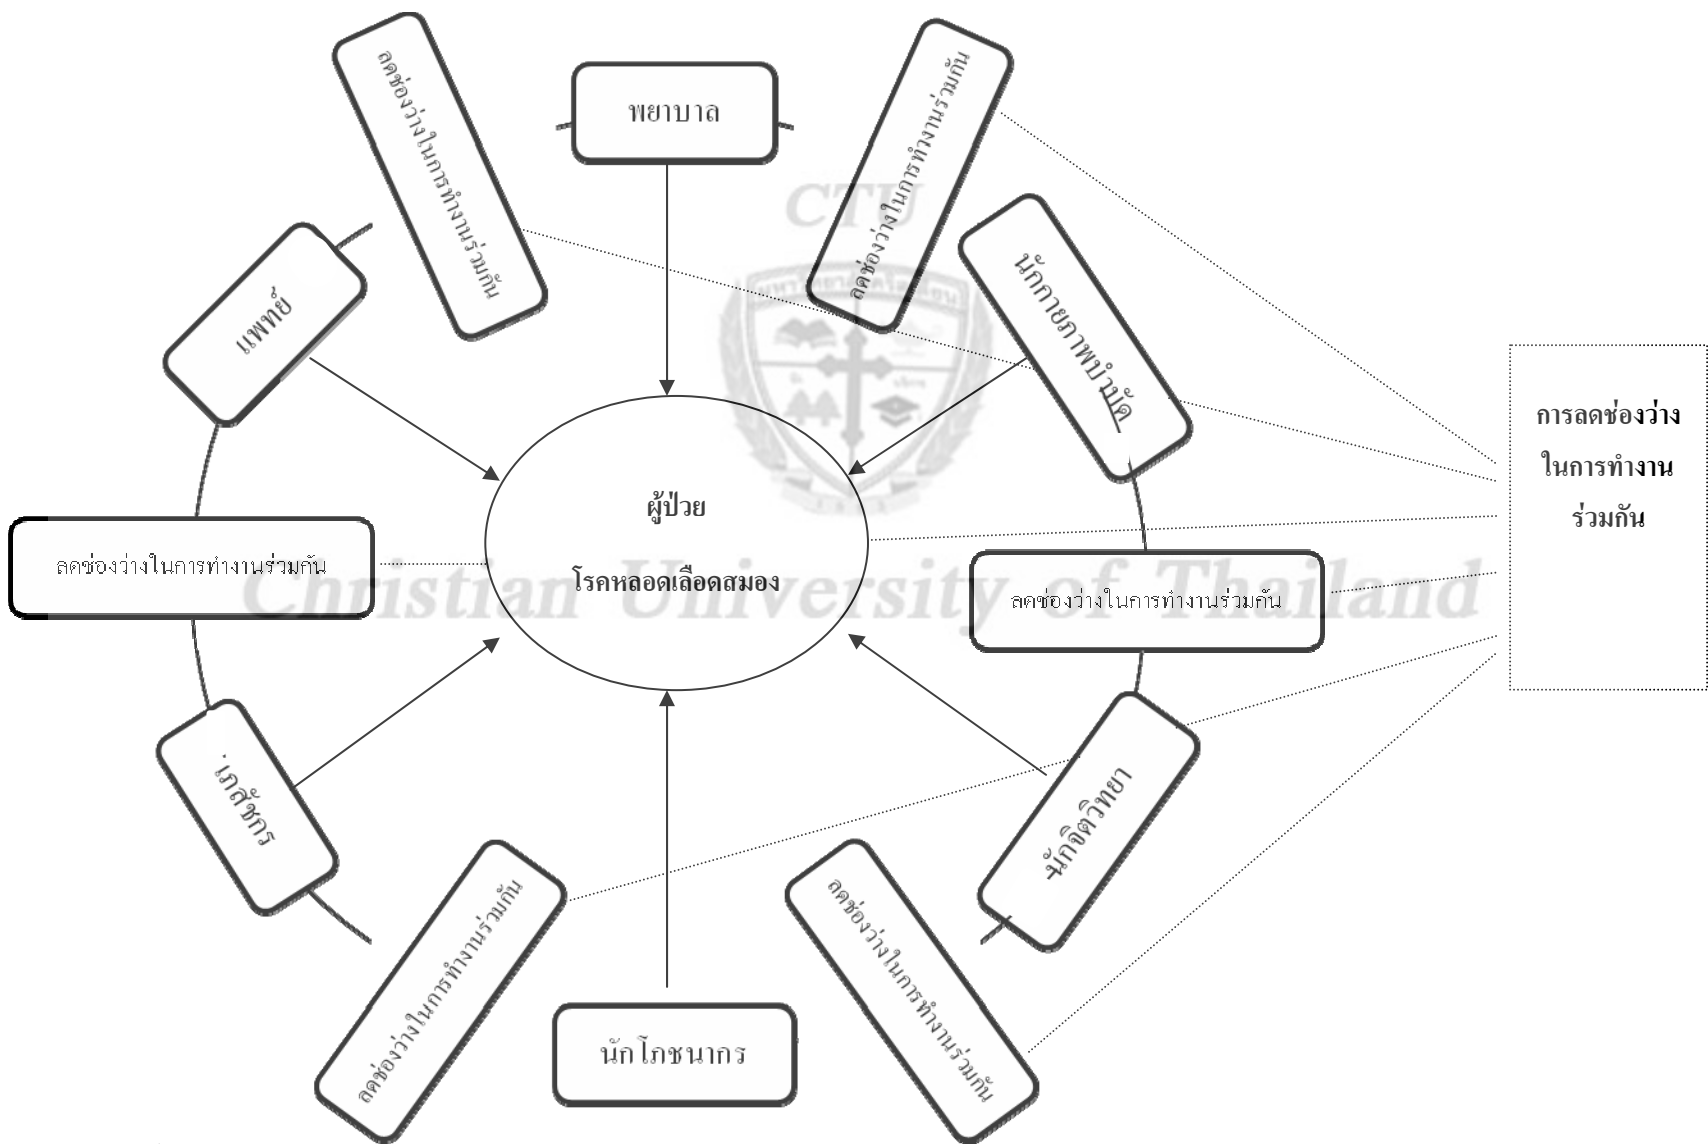 ลดช่องว่างในการทำงานร่วมกัน
พยาบาล
ลดช่องว่างในการทำงานร่วมกัน
CTU
แพทย์
นักกายภาพบำบัด
การลดช่องว่าง
ในการทำงาน
ร่วมกัน
ผู้ป่วย
โรคหลอดเลือดสมอง
ลดช่องว่างในการทำงานร่วมกัน
ลดช่องว่างในการทำงานร่วมกัน
Christian University of Thailand
เภสัชกร
นักจิตวิทยา
ลดช่องว่างในการทำงานร่วมกัน
ลดช่องว่างในการทำงานร่วมกัน
นักโภชนากร